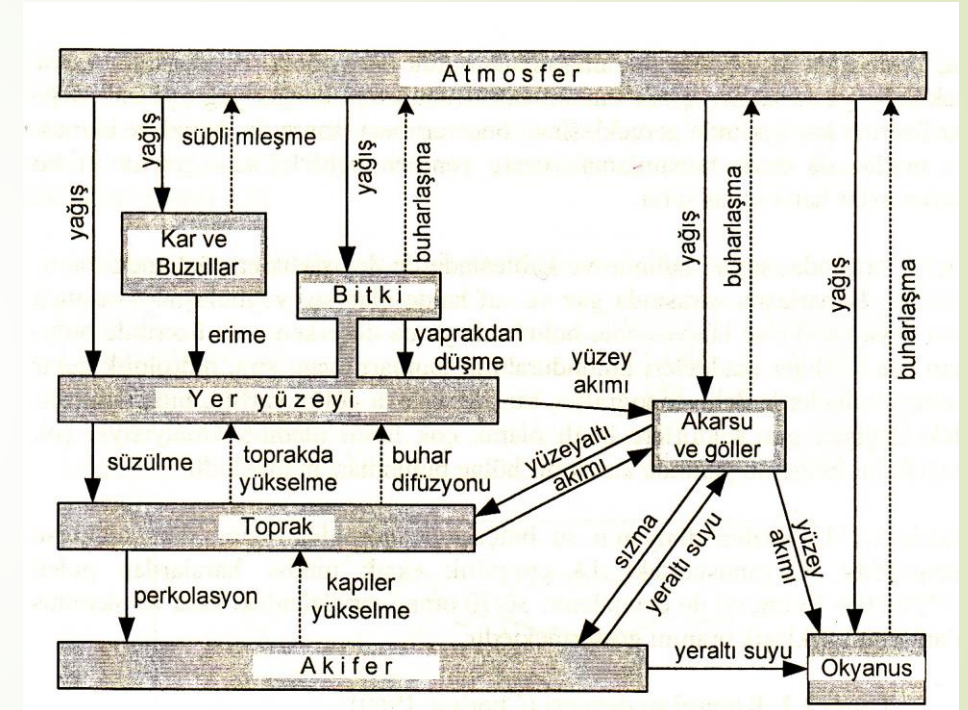 Atmosfer
yağış
yağış
süblimleşme
yağış
buharlaşma
yağış
buharlaşma
yağış
buharlaşma
Kar ve
Buzullar
Bitki
erime
yaprakdan
düşme
yüzey
akımı
Yer yüzeyi
Akarsu
ve göller
süzülme
toprakda
yükselme
buhar
difüzyonu
yüzeyaltı
akımı
Toprak
sızma
yeraltı suyu
yüzey
akımı
perkolasyon
kapiler
yükselme
Akifer
yeraltı suyu
Okyanus